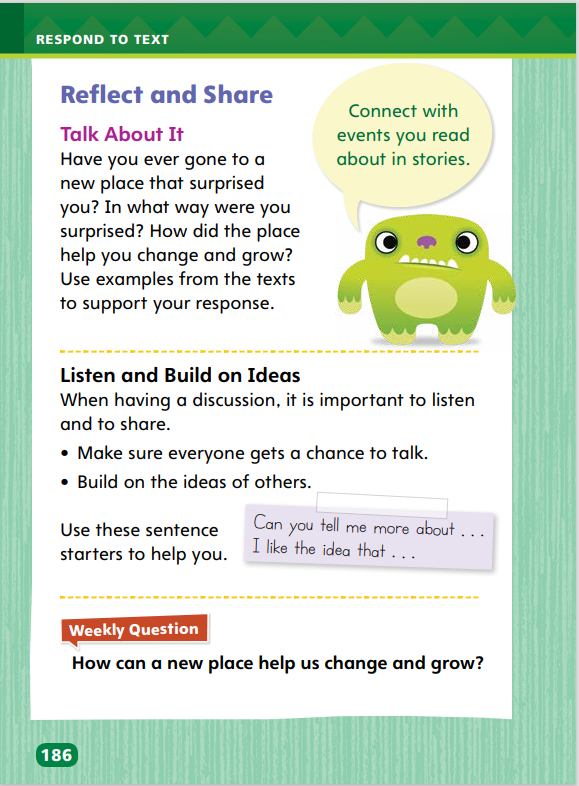 RESPOND TO TEXT
Reflect and Share
Talk About It
Have you ever gone to a
new place that surprised
you? In what way were you
surprised? How did the place
help you change and grow?
Use examples from the texts
to support your response.
Connect with
events you read
about in stories.
Listen and Build on Ideas
When having a discussion, it is important to listen
and to share.
• Make sure everyone gets a chance to talk.
• Build on the ideas of others.
Use these sentence
starters to help you.
Can you tell me more about . . .
I like the idea that . . .
Weekly Question
How can a new place help us change and grow?
186